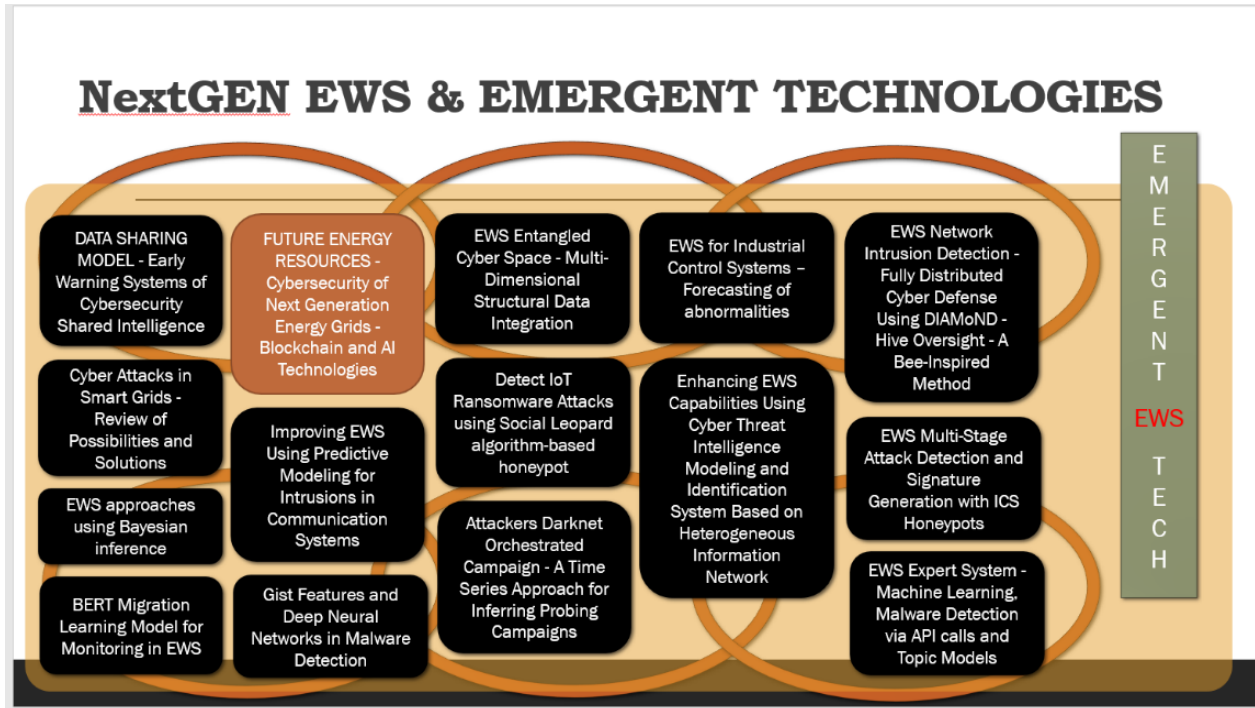 NextGEN EWS & EMERGENT TECHNOLOGIES
DATA SHARING
MODEL - Early
Warning Systems of
Cybersecurity
Shared Intelligence
Cyber Attacks in
Smart Grids -
Review of
Possibilities and
Solutions
EWS approaches
using Bayesian
inference
BERT Migration
Learning Model for
Monitoring in EWS
FUTURE ENERGY
RESOURCES -
Cybersecurity of
Next Generation
Energy Grids -
Blockchain and AI
Technologies
Improving EWS
Using Predictive
Modeling for
Intrusions in
Communication
Systems
Gist Features and
Deep Neural
Networks in Malware
Detection
EWS Entangled
Cyber Space - Multi-
Dimensional
Structural Data
Integration
Detect IoT
Ransomware Attacks
using Social Leopard
algorithm-based
honeypot
Attackers Darknet
Orchestrated
Campaign - A Time
Series Approach for
Inferring Probing
Campaigns
EWS for Industrial
Control Systems –
Forecasting of
abnormalities
Enhancing EWS
Capabilities Using
Cyber Threat
Intelligence
Modeling and
Identification
System Based on
Heterogeneous
Information
Network
EWS Network
Intrusion Detection -
Fully Distributed
Cyber Defense
Using DIAMoND -
Hive Oversight - A
Bee-Inspired
Method
EWS Multi-Stage
Attack Detection and
Signature
Generation with ICS
Honeypots
EWS Expert System -
Machine Learning,
Malware Detection
via API calls and
Topic Models
E
M
E
R
G
E
N
T
EWS
T
E
C
H